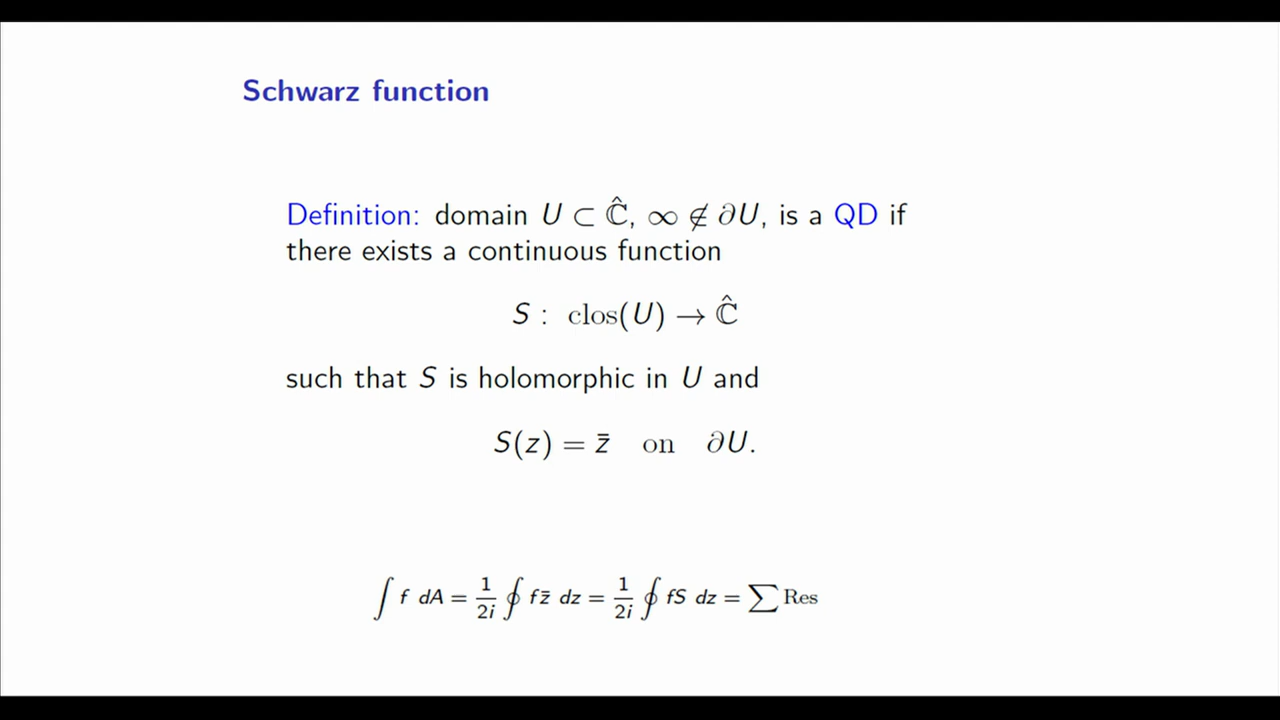 Schwarz function
Definition: domain U ⊂ Ĉ, ∞ ∉ ∂U, is a QD if
there exists a continuous function
S : clos(U) → Ĉ
such that S is holomorphic in U and
S(z) = z̄ on ∂U.
∫ f dA = 1/2i ∮ f z̄ dz = 1/2i ∮ fS dz = ∑ Res